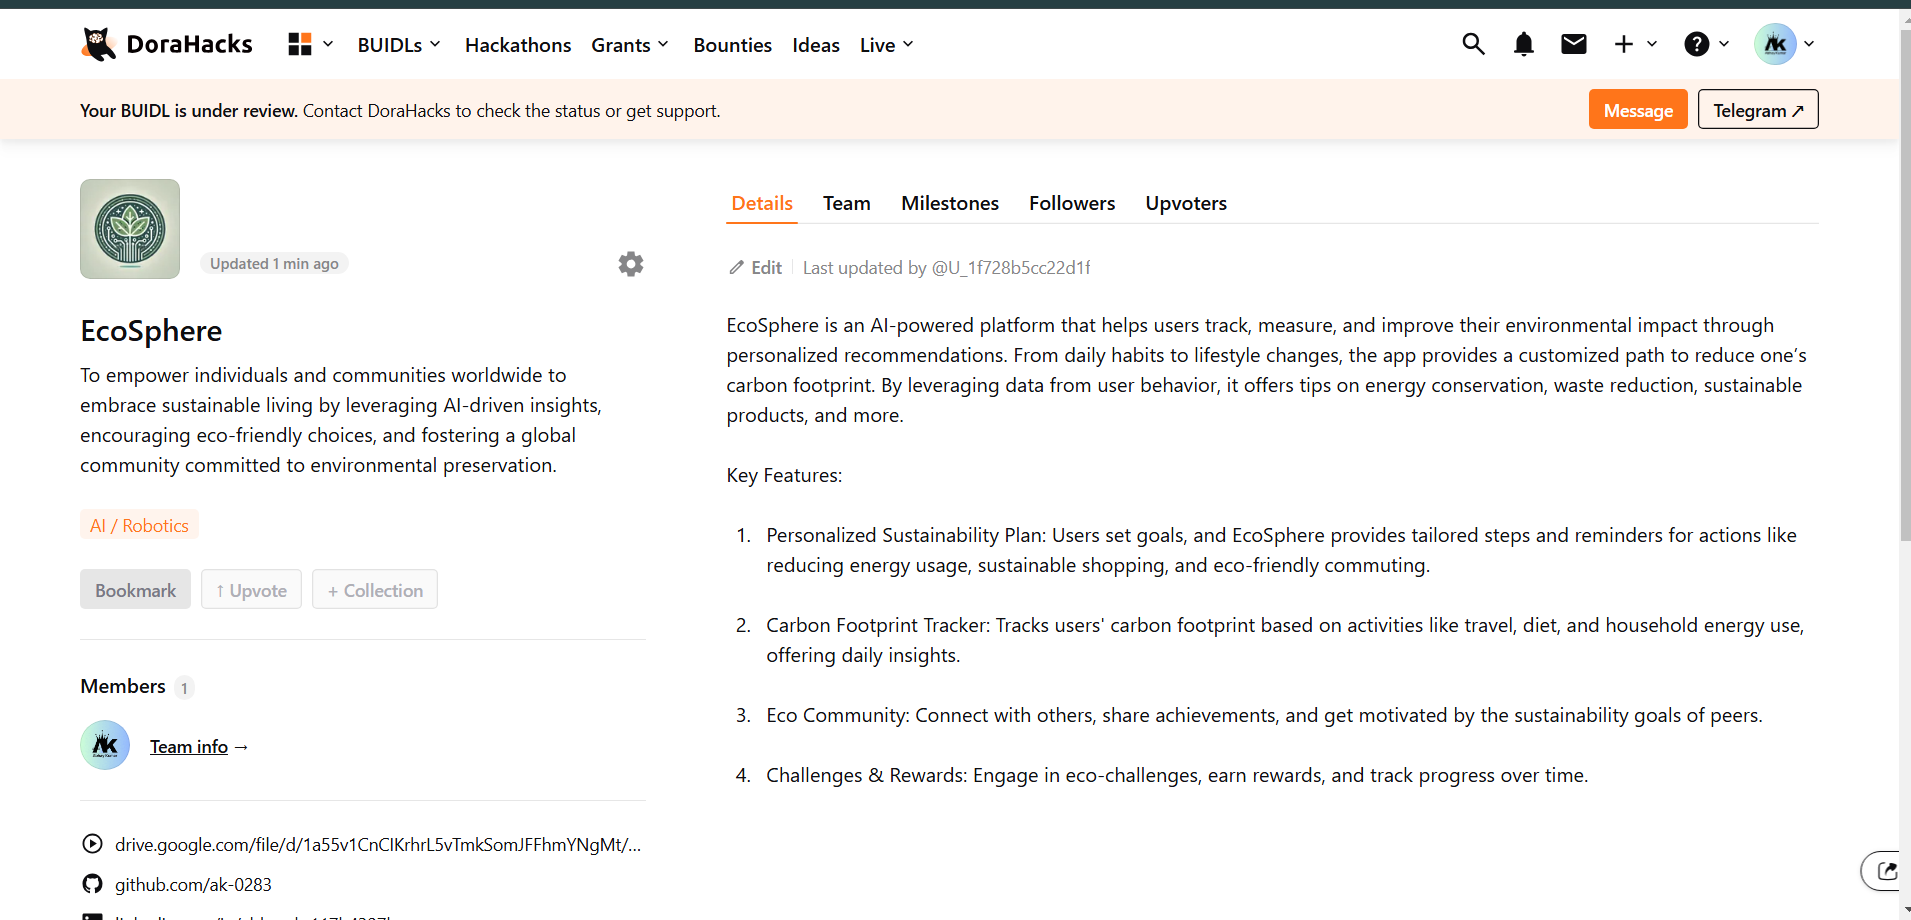 DoraHacks BUIDLs Hackathons Grants Bounties Ideas Live
Your BUIDL is under review. Contact DoraHacks to check the status or get support. Message Telegram ↗
Updated 1 min ago
EcoSphere
To empower individuals and communities worldwide to
embrace sustainable living by leveraging AI-driven insights,
encouraging eco-friendly choices, and fostering a global
community committed to environmental preservation.
AI / Robotics
Bookmark ↑ Upvote + Collection
Members 1
AK
Team info →
drive.google.com/file/d/1a55v1CnCIKrhrL5vTmkSomJFFhmYNgMt/...
github.com/ak-0283
Details Team Milestones Followers Upvoters
Edit Last updated by @U_1f728b5cc22d1f
EcoSphere is an AI-powered platform that helps users track, measure, and improve their environmental impact through
personalized recommendations. From daily habits to lifestyle changes, the app provides a customized path to reduce one’s
carbon footprint. By leveraging data from user behavior, it offers tips on energy conservation, waste reduction, sustainable
products, and more.
Key Features:
1. Personalized Sustainability Plan: Users set goals, and EcoSphere provides tailored steps and reminders for actions like
reducing energy usage, sustainable shopping, and eco-friendly commuting.
2. Carbon Footprint Tracker: Tracks users' carbon footprint based on activities like travel, diet, and household energy use,
offering daily insights.
3. Eco Community: Connect with others, share achievements, and get motivated by the sustainability goals of peers.
4. Challenges & Rewards: Engage in eco-challenges, earn rewards, and track progress over time.